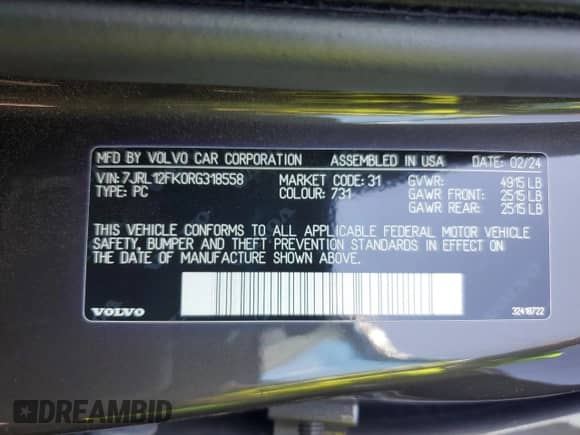 MFD BY VOLVO CAR CORPORATION ASSEMBLED IN USA DATE: 02/24
VIN:7JRL12FK0RG318558 MARKET CODE: 31 GVWR: 4915 LB
TYPE: PC COLOUR: 731 GAWR FRONT: 2515 LB
GAWR REAR: 2515 LB
THIS VEHICLE CONFORMS TO ALL APPLICABLE FEDERAL MOTOR VEHICLE
SAFETY, BUMPER AND THEFT PREVENTION STANDARDS IN EFFECT ON
THE DATE OF MANUFACTURE SHOWN ABOVE.
VOLVO 32416722
DREAMBID